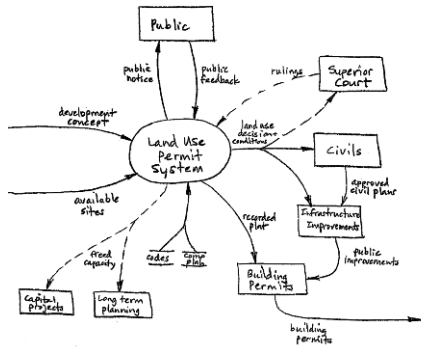 Public
public
notice
public
feedback
rulings
Superior
Court
development
concept
Land Use
Permit
System
land use
decision+
conditions
Civils
available
sites
approved
civil plans
recorded
plat
Infrastructure
Improvements
freed
capacity
codes
comp
plan
public
improvements
Building
Permits
Capital
projects
Long term
planning
building
permits